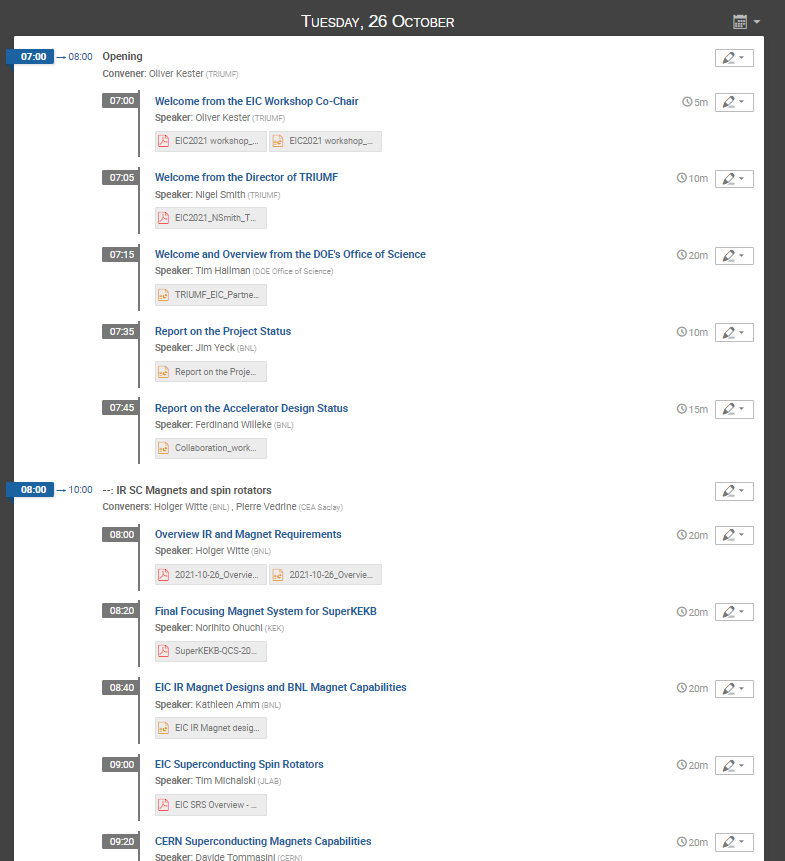 Tuesday, 26 October
07:00 → 08:00 Opening
Convener: Oliver Kester (TRIUMF)
07:00 Welcome from the EIC Workshop Co-Chair 5m
Speaker: Oliver Kester (TRIUMF)
EIC2021 workshop_... EIC2021 workshop_...
07:05 Welcome from the Director of TRIUMF 10m
Speaker: Nigel Smith (TRIUMF)
EIC2021_NSmith_T...
07:15 Welcome and Overview from the DOE's Office of Science 20m
Speaker: Tim Hallman (DOE Office of Science)
TRIUMF_EIC_Partne...
07:35 Report on the Project Status 10m
Speaker: Jim Yeck (BNL)
Report on the Proje...
07:45 Report on the Accelerator Design Status 15m
Speaker: Ferdinand Willeke (BNL)
Collaboration_work...
08:00 → 10:00 --: IR SC Magnets and spin rotators
Conveners: Holger Witte (BNL) , Pierre Vedrine (CEA Saclay)
08:00 Overview IR and Magnet Requirements 20m
Speaker: Holger Witte (BNL)
2021-10-26_Overvie... 2021-10-26_Overvie...
08:20 Final Focusing Magnet System for SuperKEKB 20m
Speaker: Norihito Ohuchi (KEK)
SuperKEKB-QCS-20...
08:40 EIC IR Magnet Designs and BNL Magnet Capabilities 20m
Speaker: Kathleen Amm (BNL)
EIC IR Magnet desig...
09:00 EIC Superconducting Spin Rotators 20m
Speaker: Tim Michalski (JLAB)
EIC SRS Overview - ...
09:20 CERN Superconducting Magnets Capabilities 20m
Speaker: Davide Tommasini (CERN)